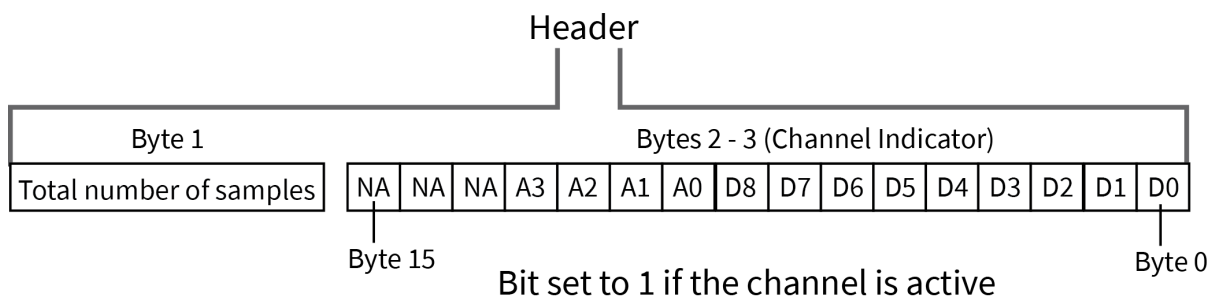 Header
Byte 1
Bytes 2 - 3 (Channel Indicator)
Total number of samples
NA NA NA A3 A2 A1 A0 D8 D7 D6 D5 D4 D3 D2 D1 D0
Byte 15
Byte 0
Bit set to 1 if the channel is active